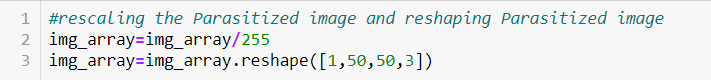 1 #rescaling the Parasitized image and reshaping Parasitized image
2 img_array=img_array/255
3 img_array=img_array.reshape([1,50,50,3])